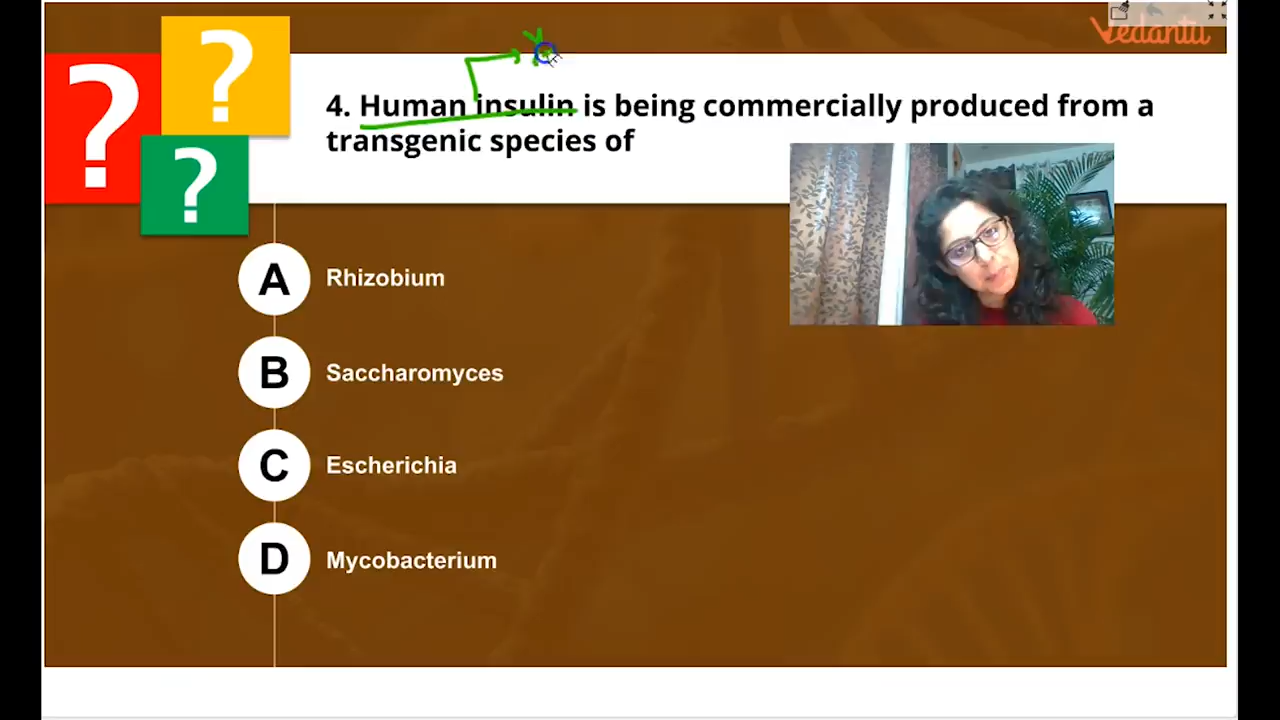 Vedantu
?
?
?
4. Human insulin is being commercially produced from a
transgenic species of
A Rhizobium
B Saccharomyces
C Escherichia
D Mycobacterium